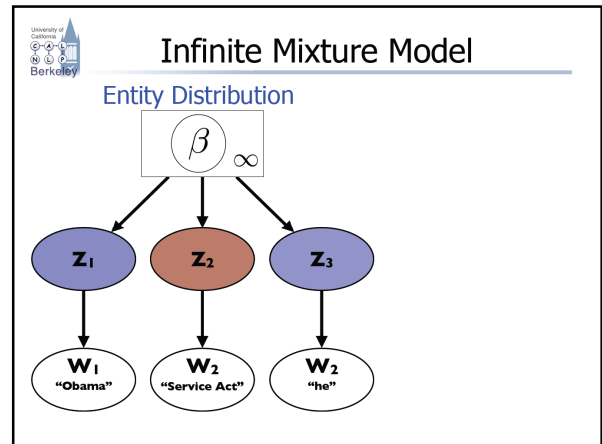 University of
California
C A L
N L P
Berkeley
Infinite Mixture Model
Entity Distribution
β ∞
Z1 Z2 Z3
W1 W2 W2
“Obama” “Service Act” “he”